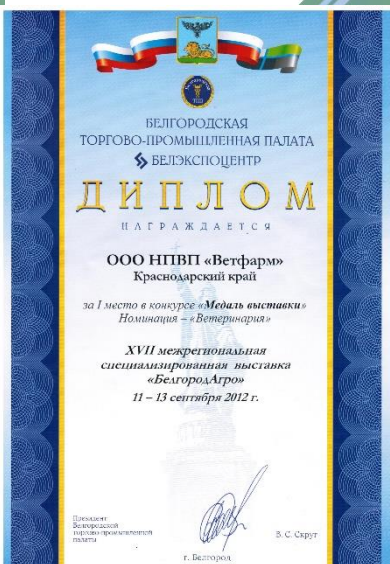 БЕЛГОРОДСКАЯ
ТОРГОВО-ПРОМЫШЛЕННАЯ ПАЛАТА
БЕЛЭКСПОЦЕНТР
ДИПЛОМ
НАГРАЖДАЕТСЯ
ООО НПВП «Ветфарм»
Краснодарский край
за I место в конкурсе «Медаль выставки»
Номинация – «Ветеринария»
XVII межрегиональная
специализированная выставка
«БелгородАгро»
11 – 13 сентября 2012 г.
Президент
Белгородской
торгово-промышленной
палаты
В. С. Скруг
г. Белгород